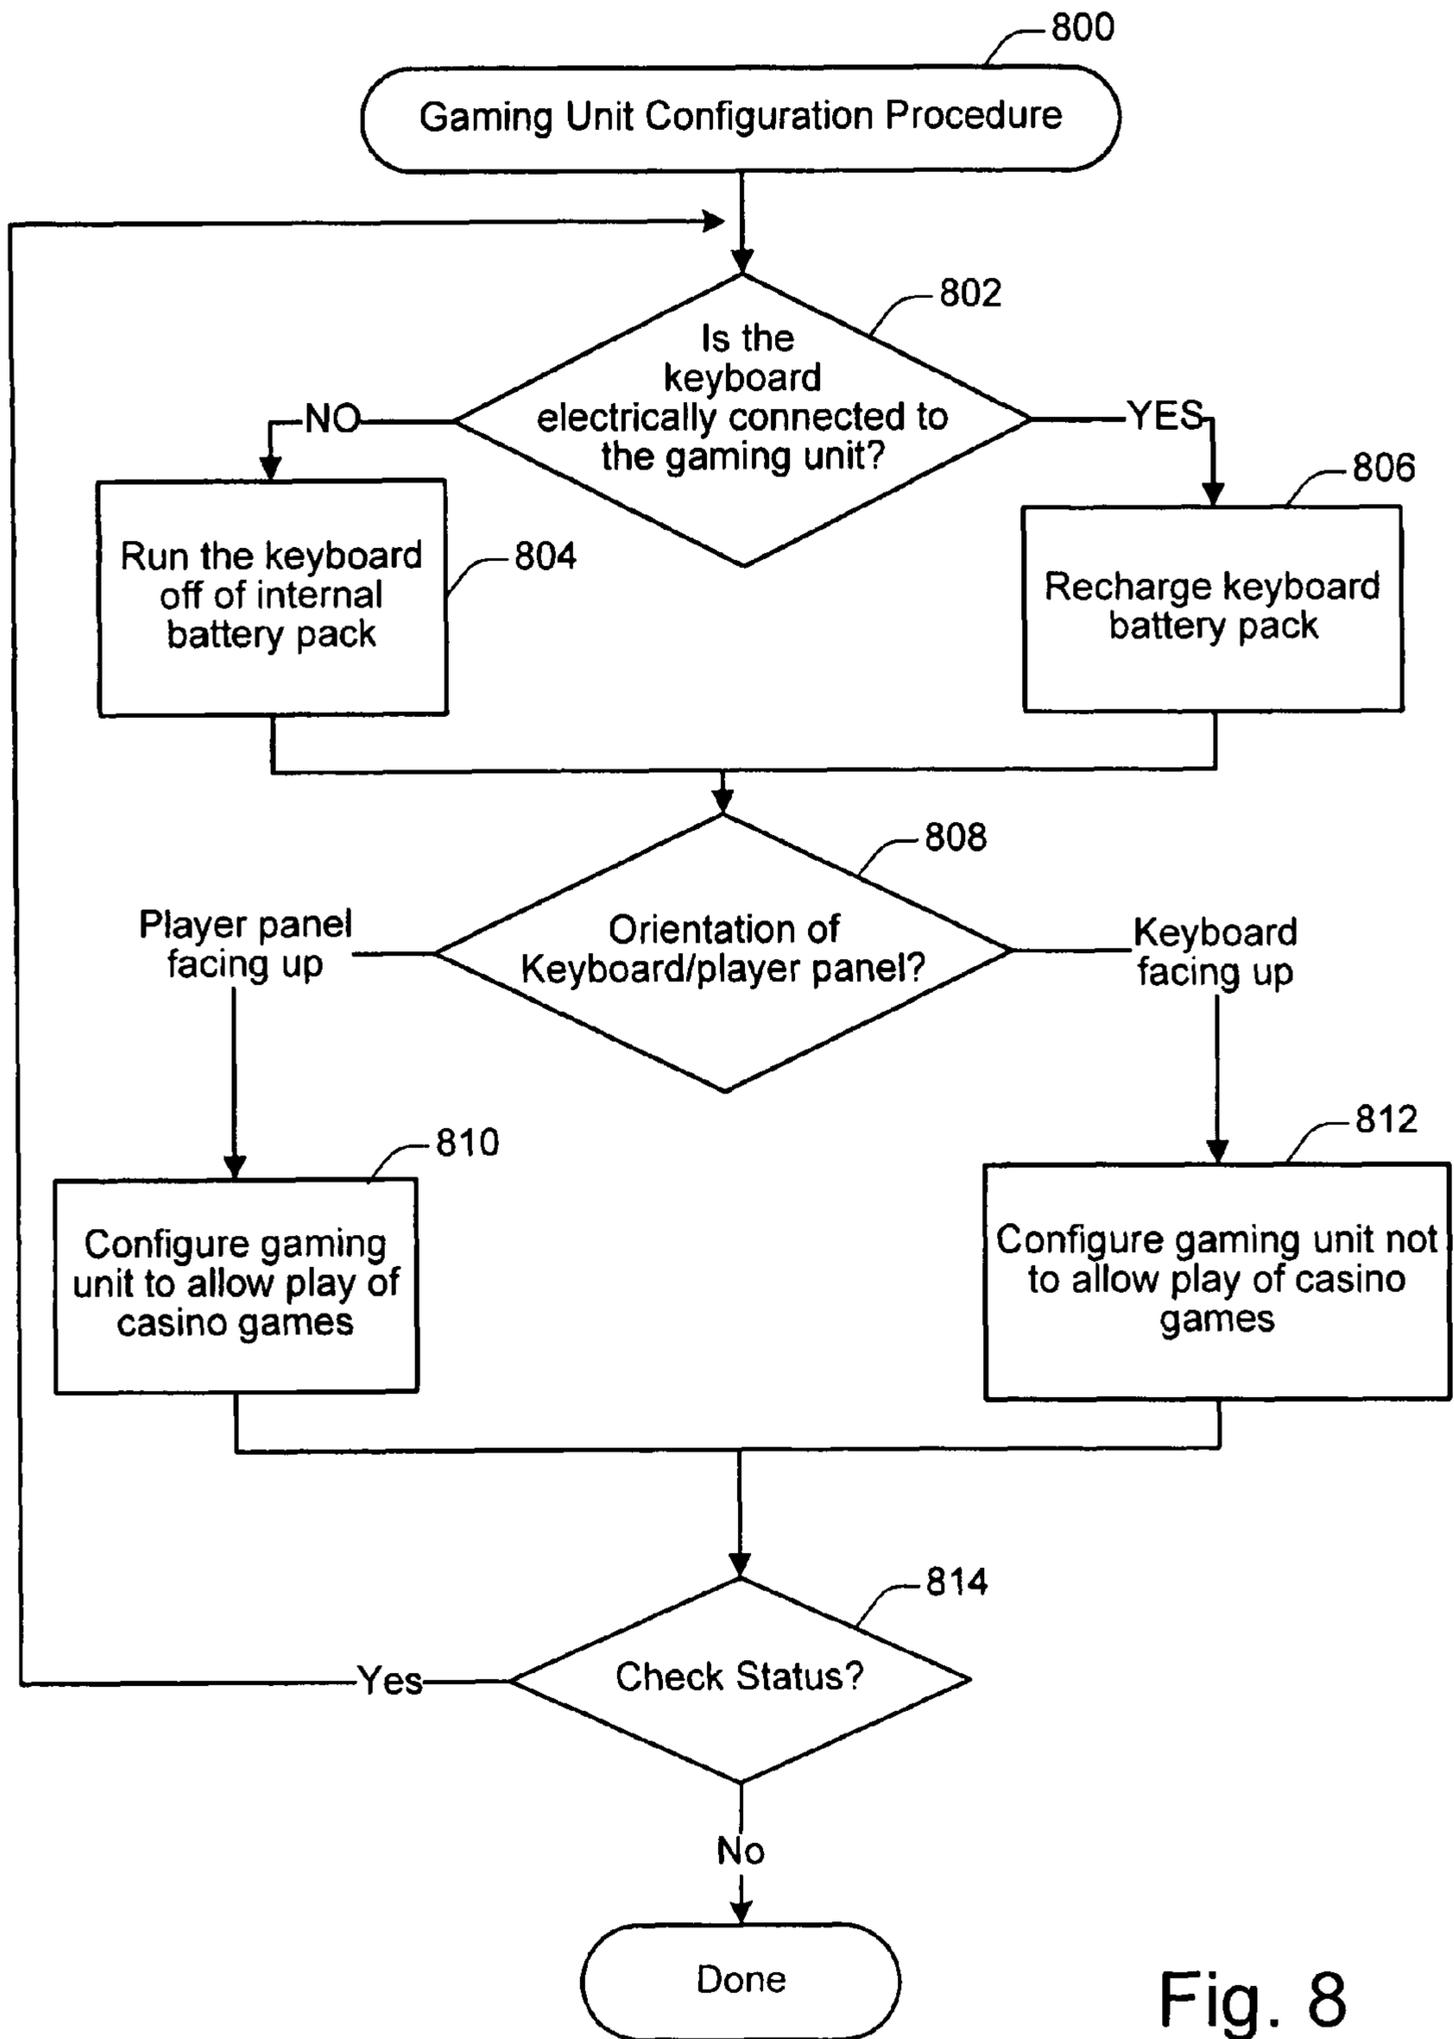 800
Gaming Unit Configuration Procedure
802
Is the
keyboard
electrically connected to
the gaming unit?
NO
YES
806
Run the keyboard
off of internal
battery pack
804
Recharge keyboard
battery pack
808
Player panel
facing up
Orientation of
Keyboard/player panel?
Keyboard
facing up
810
812
Configure gaming
unit to allow play of
casino games
Configure gaming unit not
to allow play of casino
games
814
Check Status?
Yes
No
Done
Fig. 8